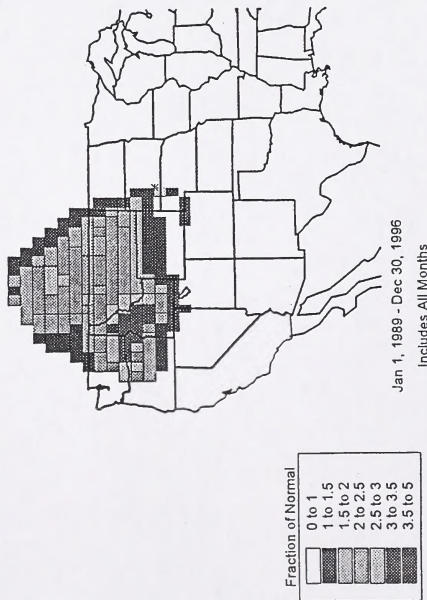 Jan 1, 1989 - Dec 30, 1996
Includes All Months
Fraction of Normal
0 to 1
1 to 1.5
1.5 to 2
2 to 2.5
2.5 to 3
3 to 3.5
3.5 to 5